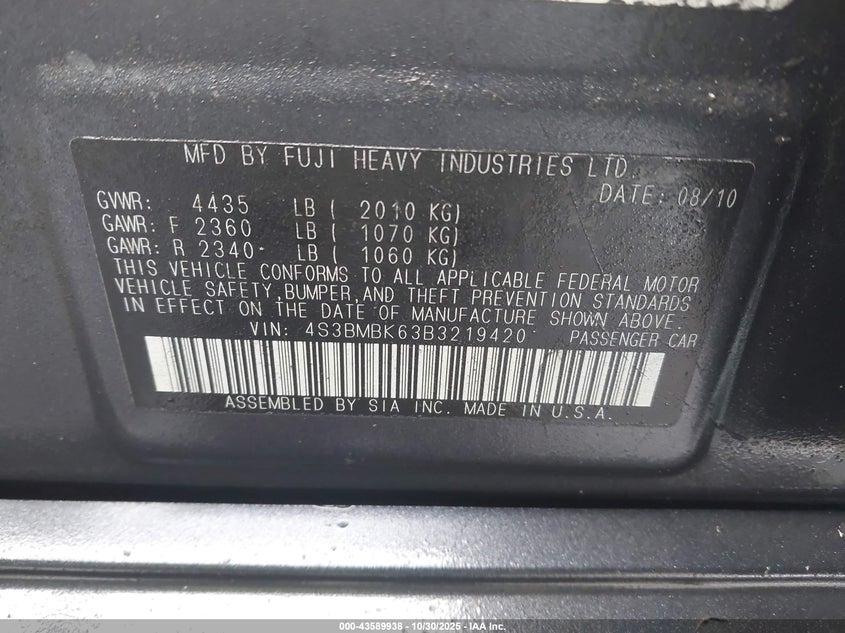 MFD BY FUJI HEAVY INDUSTRIES LTD.
DATE: 08/10
GVWR: 4435 LB ( 2010 KG)
GAWR: F 2360 LB ( 1070 KG)
GAWR: R 2340 LB ( 1060 KG)
THIS VEHICLE CONFORMS TO ALL APPLICABLE FEDERAL MOTOR
VEHICLE SAFETY,BUMPER,AND THEFT PREVENTION STANDARDS
IN EFFECT ON THE DATE OF MANUFACTURE SHOWN ABOVE.
VIN: 4S3BMBK63B3219420 PASSENGER CAR
ASSEMBLED BY SIA INC. MADE IN U.S.A.
000-43589938 - 10/30/2025 - IAA Inc.